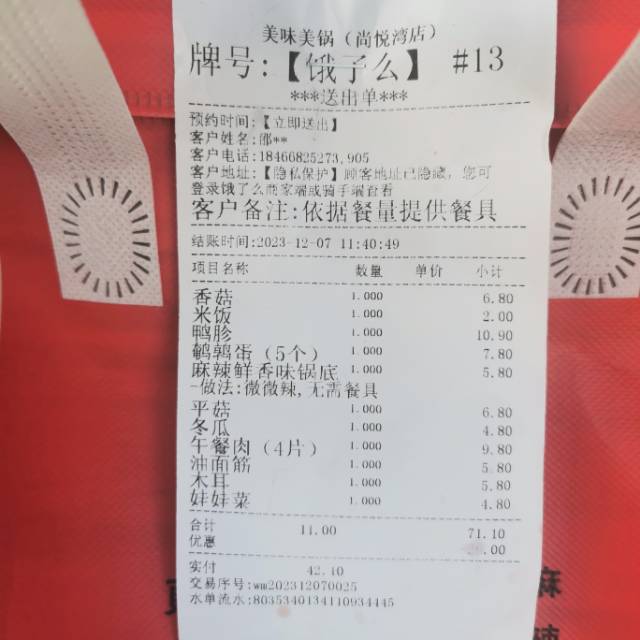 美味美锅（尚悦湾店）
牌号:【饿了么】 #13
***送出单***
预约时间:【立即送出】
客户姓名:邵**
客户电话:18466825273,905
客户地址:【隐私保护】顾客地址已隐藏，您可
登录饿了么商家端或骑手端查看
客户备注:依据餐量提供餐具
结账时间:2023-12-07 11:40:49
项目名称 数量 单价 小计
香菇 1.000 6.80
米饭 1.000 2.00
鸭胗 1.000 10.90
鹌鹑蛋（5个） 1.000 7.80
麻辣鲜香味锅底 1.000 5.80
-做法:微微辣,无需餐具
平菇 1.000 6.80
冬瓜 1.000 4.80
午餐肉（4片） 1.000 9.80
油面筋 1.000 5.80
木耳 1.000 5.80
娃娃菜 1.000 4.80
合计 11.00 71.10
优惠 .00
实付 42.10
交易序号:wm202312070025
水单流水:8035340134110934445
麻
辣